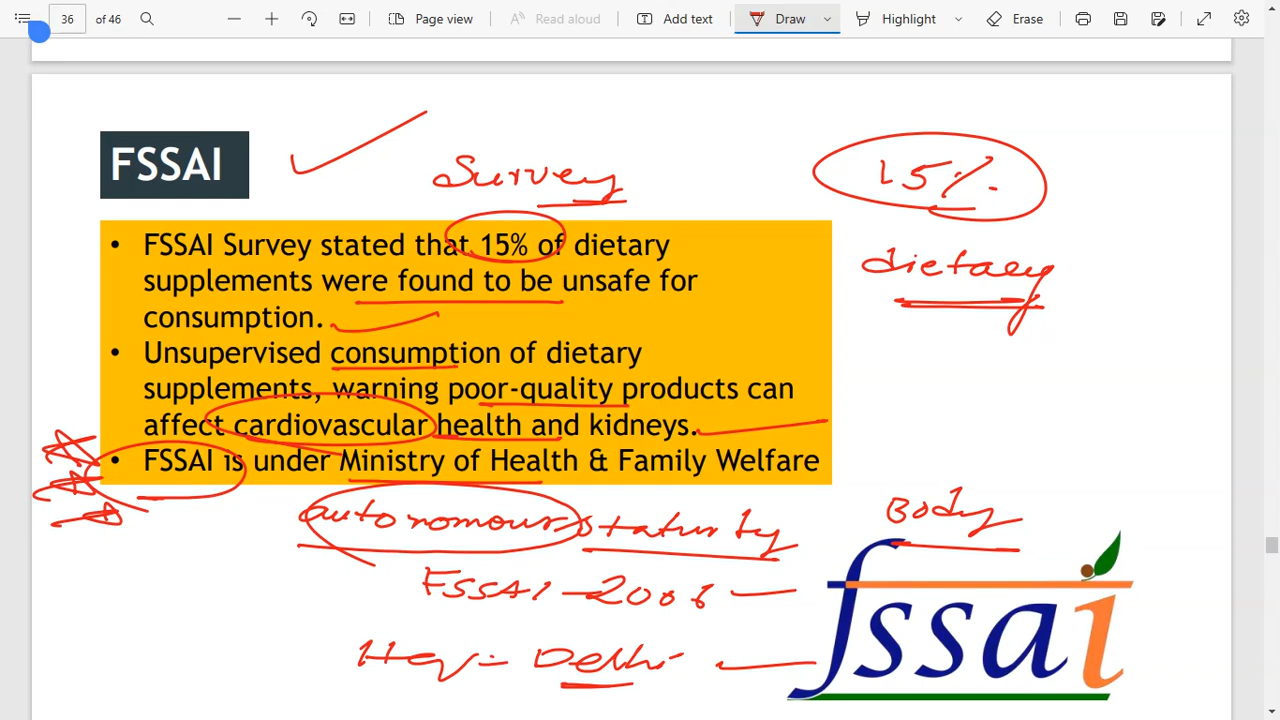 36 of 46 Page view Read aloud Add text Draw Highlight Erase
FSSAI
Survey
15%
• FSSAI Survey stated that 15% of dietary
supplements were found to be unsafe for
consumption.
dietary
• Unsupervised consumption of dietary
supplements, warning poor-quality products can
affect cardiovascular health and kidneys.
• FSSAI is under Ministry of Health & Family Welfare
autonomous statuty Body
FSSAI - 2006
Hq:- Delhi
fssai